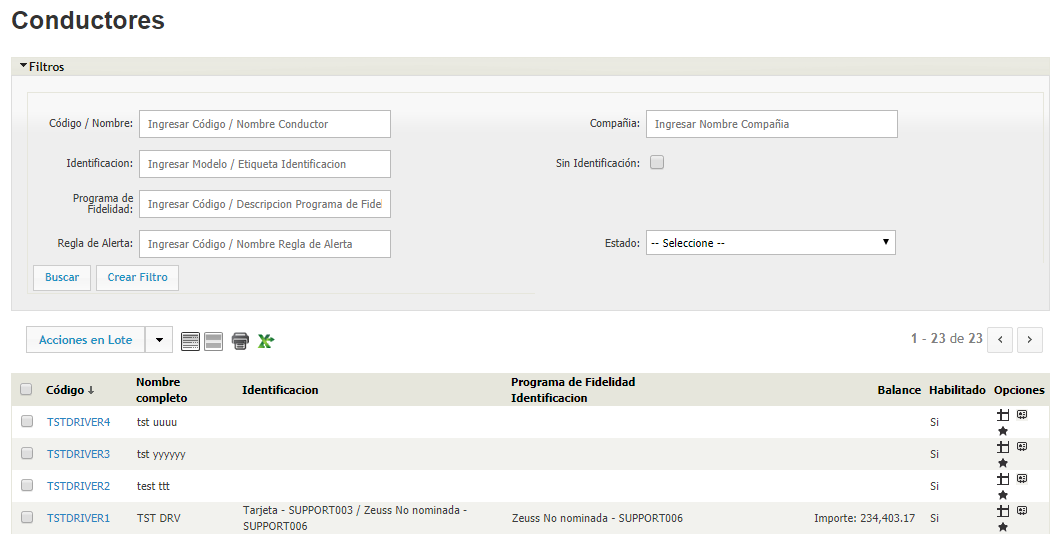 Conductores
Filtros
Código / Nombre: Ingresar Código / Nombre Conductor Compañia: Ingresar Nombre Compañia
Identificacion: Ingresar Modelo / Etiqueta Identificacion Sin Identificación:
Programa de
Fidelidad: Ingresar Código / Descripcion Programa de Fidel
Regla de Alerta: Ingresar Código / Nombre Regla de Alerta Estado: -- Seleccione --
Buscar Crear Filtro
Acciones en Lote 1 - 23 de 23
Código Nombre completo Identificacion Programa de Fidelidad Identificacion Balance Habilitado Opciones
TSTDRIVER4 tst uuuu Si
TSTDRIVER3 tst yyyyyy Si
TSTDRIVER2 test ttt Si
TSTDRIVER1 TST DRV Tarjeta - SUPPORT003 / Zeuss No nominada - SUPPORT006 Zeuss No nominada - SUPPORT006 Importe: 234,403.17 Si